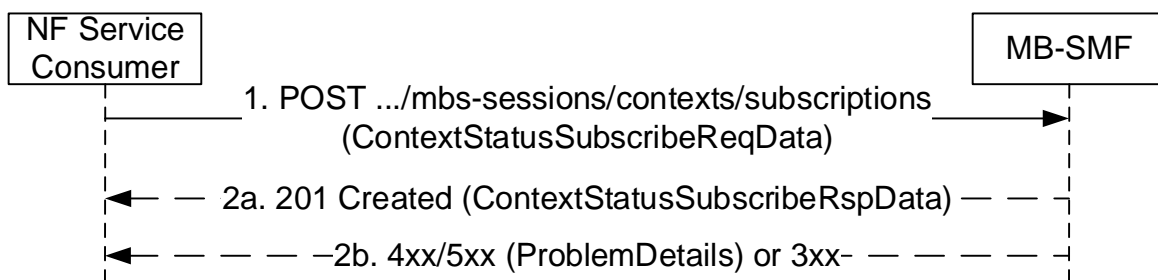 NF Service
Consumer
MB-SMF
1. POST .../mbs-sessions/contexts/subscriptions
(ContextStatusSubscribeReqData)
2a. 201 Created (ContextStatusSubscribeRspData)
2b. 4xx/5xx (ProblemDetails) or 3xx